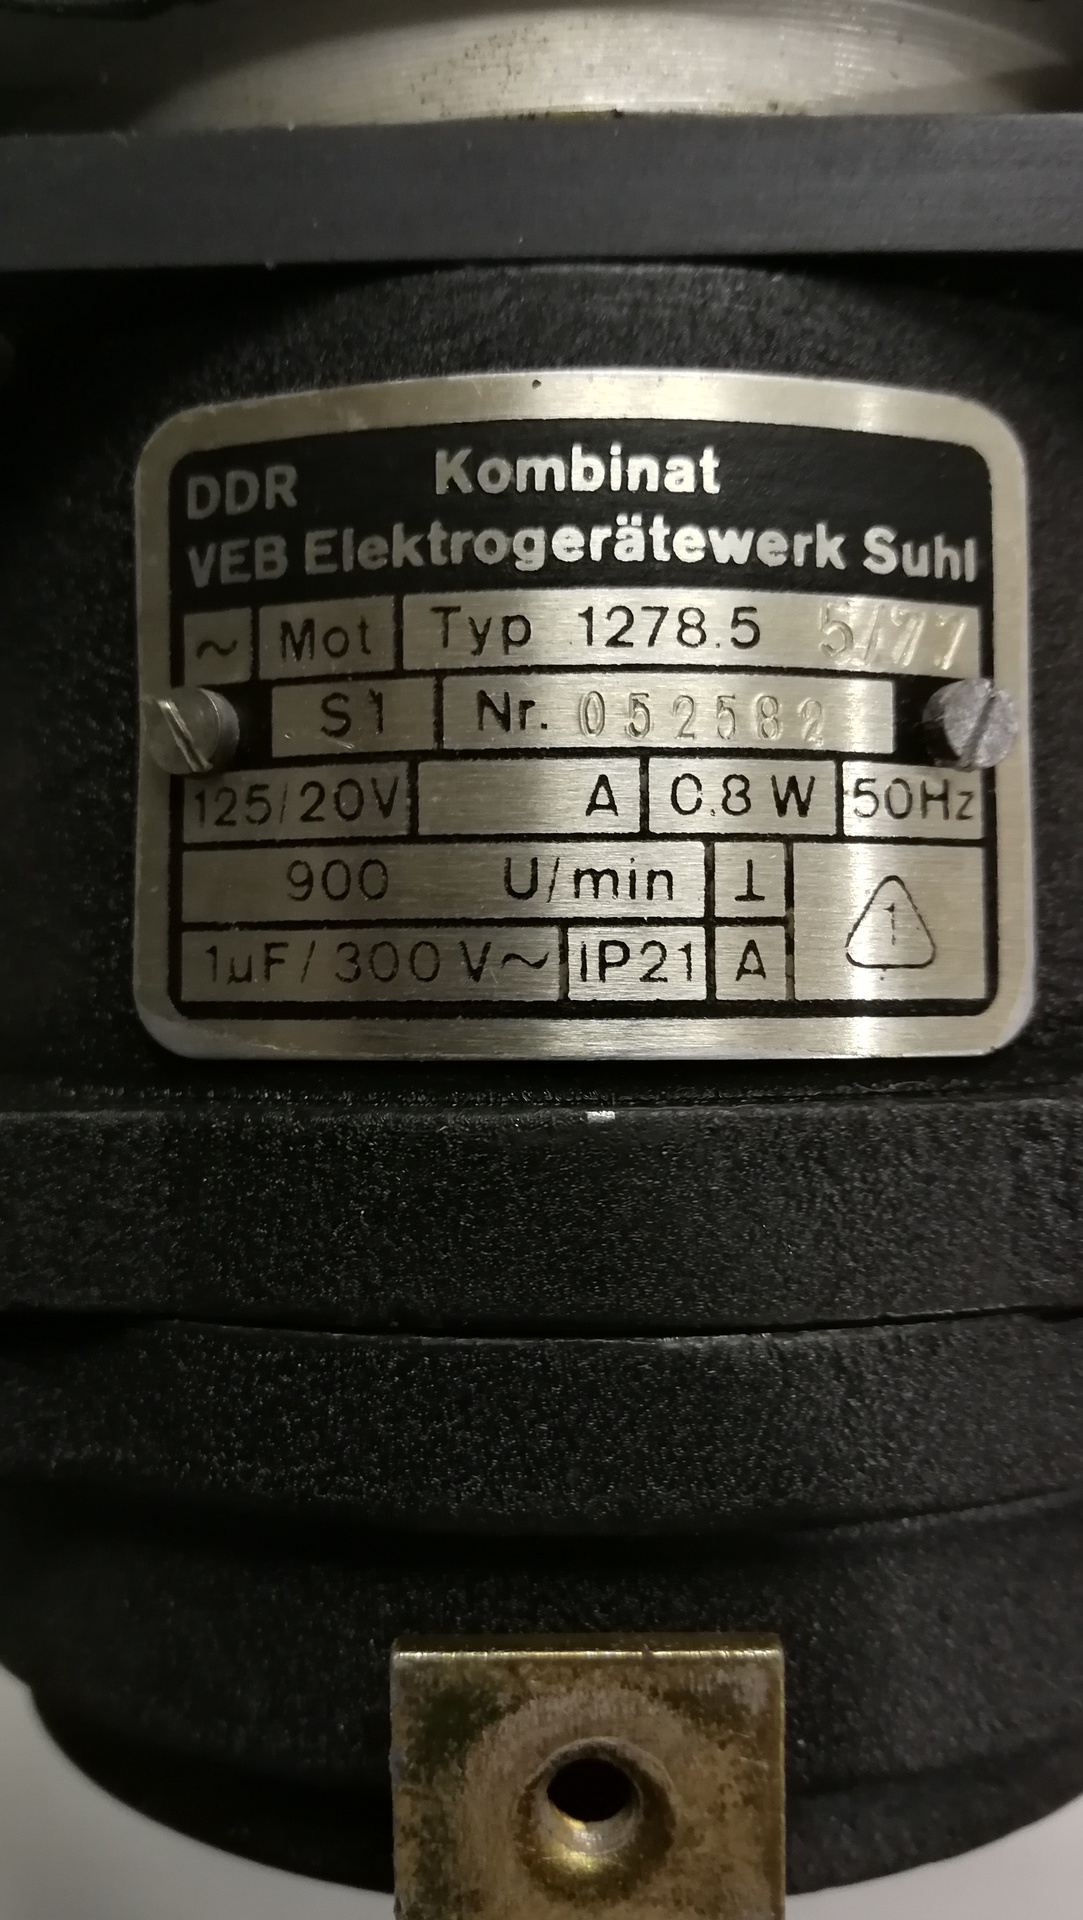 DDR Kombinat
VEB Elektrogerätewerk Suhl
~ Mot Typ 1278.5 5/77
S1 Nr. 052582
125/20V A 0.8 W 50Hz
900 U/min ⊥
1
1µF/300 V~ IP21 A